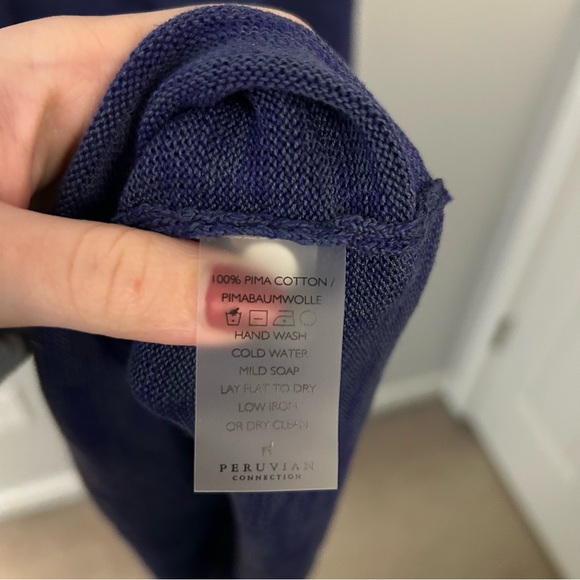 100% PIMA COTTON /
PIMABAUMWOLLE
HAND WASH
COLD WATER
MILD SOAP
LAY FLAT TO DRY
LOW IRON
OR DRY CLEAN
PERUVIAN
CONNECTION